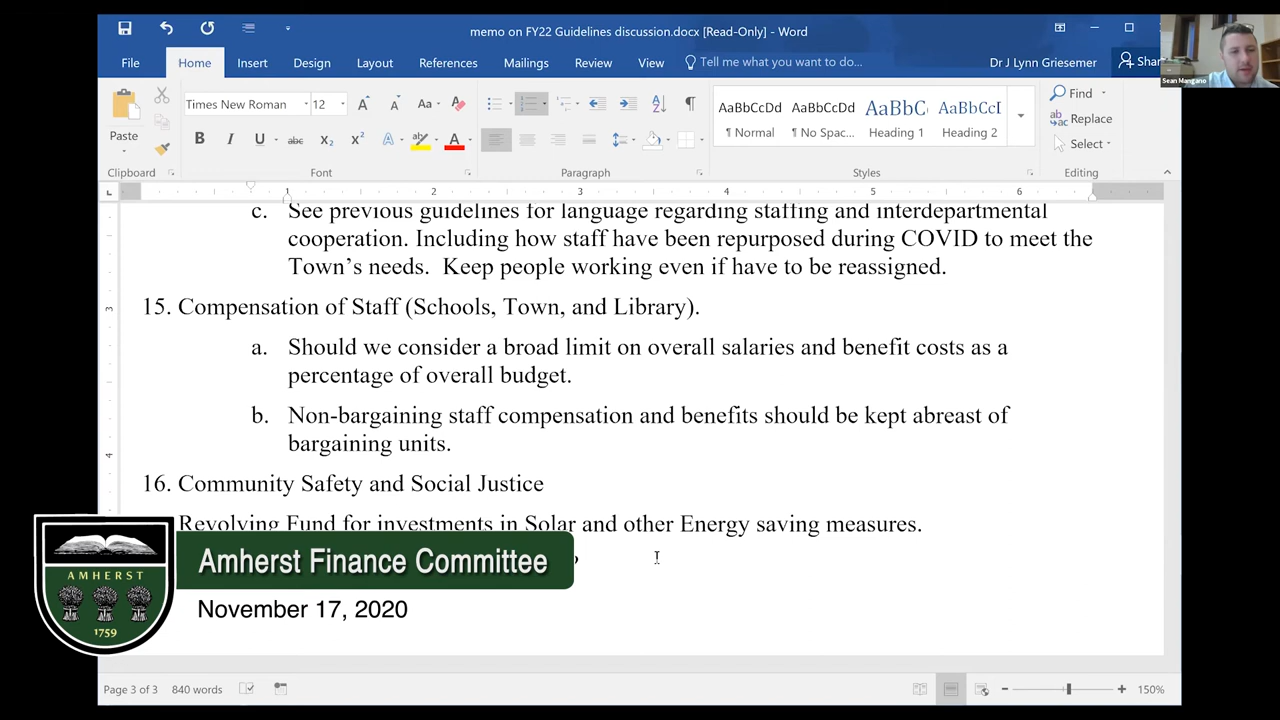 memo on FY22 Guidelines discussion.docx [Read-Only] - Word
File Home Insert Design Layout References Mailings Review View Tell me what you want to do... Dr J Lynn Griesemer Shar
Sean Mangano
Times New Roman 12
Paste
Clipboard Font Paragraph Styles Editing
AaBbCcDd AaBbCcDd AaBbC AaBbCcI
¶ Normal ¶ No Spac... Heading 1 Heading 2
Find
Replace
Select
c. See previous guidelines for language regarding staffing and interdepartmental
cooperation. Including how staff have been repurposed during COVID to meet the
Town’s needs. Keep people working even if have to be reassigned.
15. Compensation of Staff (Schools, Town, and Library).
a. Should we consider a broad limit on overall salaries and benefit costs as a
percentage of overall budget.
b. Non-bargaining staff compensation and benefits should be kept abreast of
bargaining units.
16. Community Safety and Social Justice
Revolving Fund for investments in Solar and other Energy saving measures.
AMHERST
1759
Amherst Finance Committee
November 17, 2020
Page 3 of 3 840 words 150%